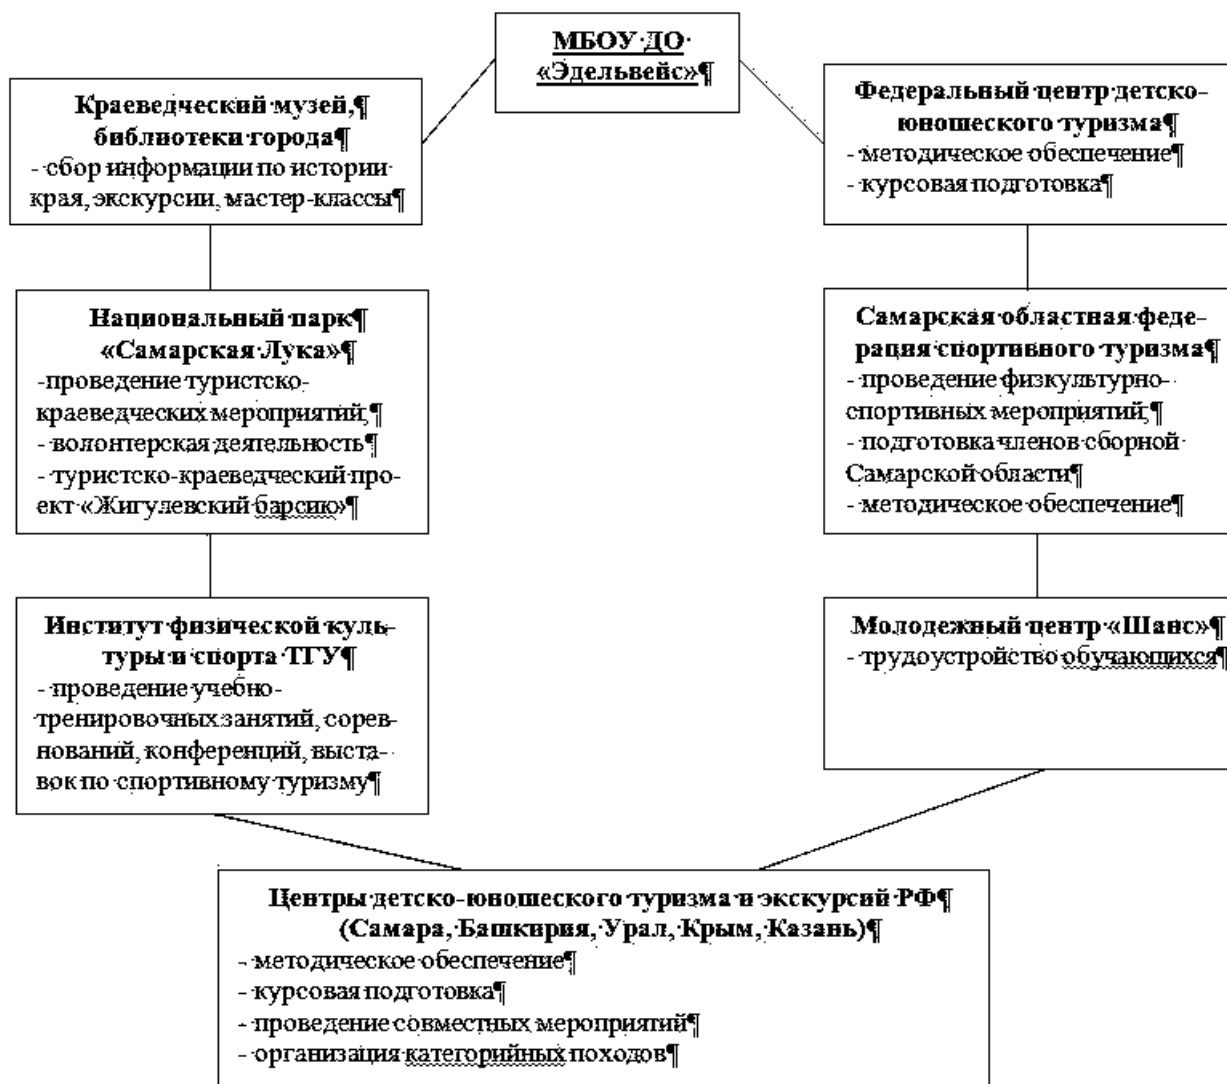 МБОУ ДО
«Эдельвейс»
Краеведческий музей,
библиотеки города
- сбор информации по истории
края, экскурсии, мастер-классы
Федеральный центр детско-
юношеского туризма
- методическое обеспечение
- курсовая подготовка
Национальный парк
«Самарская Лука»
-проведение туристско-
краеведческих мероприятий;
- волонтерская деятельность
- туристско-краеведческий про-
ект «Жигулевский барсик»
Самарская областная феде-
рация спортивного туризма
- проведение физкультурно-
спортивных мероприятий;
- подготовка членов сборной
Самарской области
- методическое обеспечение
Институт физической куль-
туры и спорта ТГУ
- проведение учебно-
тренировочных занятий, сорев-
нований, конференций, выста-
вок по спортивному туризму
Молодежный центр «Шанс»
- трудоустройство обучающихся
Центры детско-юношеского туризма и экскурсий РФ
(Самара, Башкирия, Урал, Крым, Казань)
- методическое обеспечение
- курсовая подготовка
- проведение совместных мероприятий
- организация категорийных походов